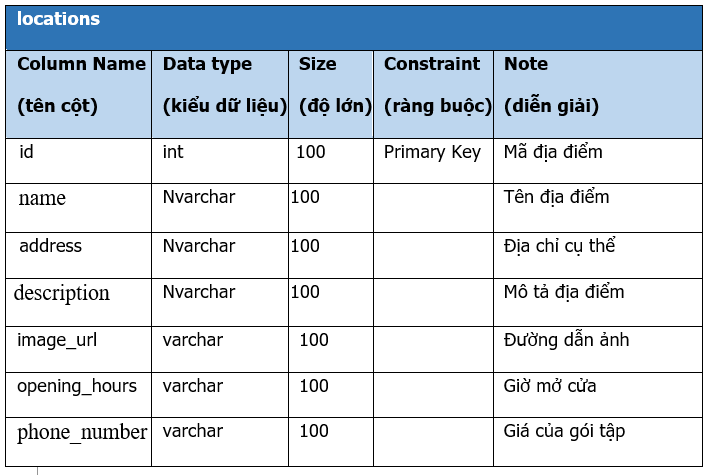 locations
Column Name Data type Size Constraint Note
(tên cột) (kiểu dữ liệu) (độ lớn) (ràng buộc) (diễn giải)
id int 100 Primary Key Mã địa điểm
name Nvarchar 100 Tên địa điểm
address Nvarchar 100 Địa chỉ cụ thể
description Nvarchar 100 Mô tả địa điểm
image_url varchar 100 Đường dẫn ảnh
opening_hours varchar 100 Giờ mở cửa
phone_number varchar 100 Giá của gói tập